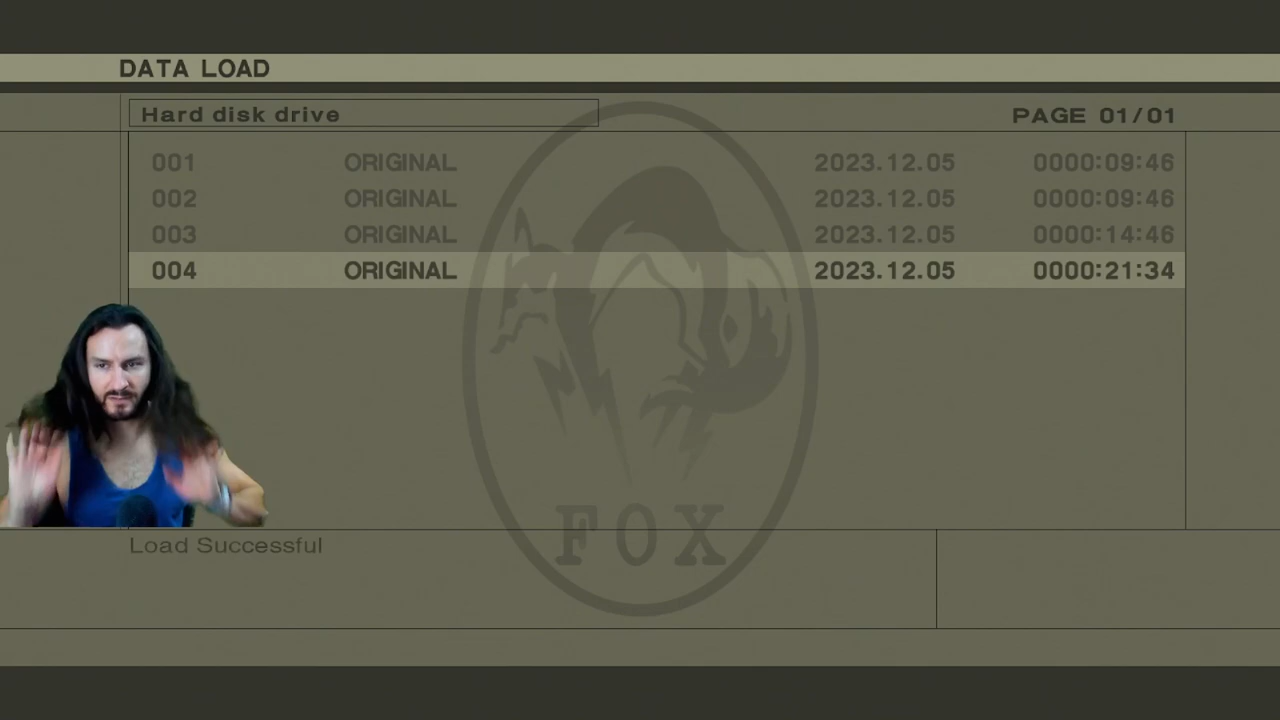 DATA LOAD
Hard disk drive PAGE 01/01
001 ORIGINAL 2023.12.05 0000:09:46
002 ORIGINAL 2023.12.05 0000:09:46
003 ORIGINAL 2023.12.05 0000:14:46
004 ORIGINAL 2023.12.05 0000:21:34
FOX
Load Successful